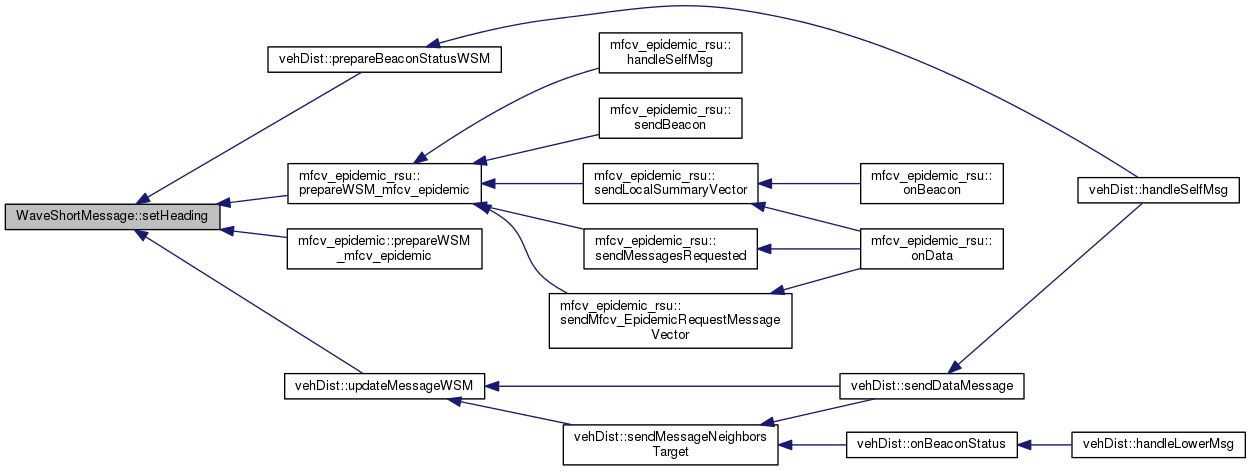 WaveShortMessage::setHeading
vehDist::prepareBeaconStatusWSM
mfcv_epidemic_rsu::
prepareWSM_mfcv_epidemic
mfcv_epidemic::prepareWSM
_mfcv_epidemic
vehDist::updateMessageWSM
mfcv_epidemic_rsu::
handleSelfMsg
mfcv_epidemic_rsu::
sendBeacon
mfcv_epidemic_rsu::
sendLocalSummaryVector
mfcv_epidemic_rsu::
sendMessagesRequested
mfcv_epidemic_rsu::
sendMfcv_EpidemicRequestMessage
Vector
vehDist::sendMessageNeighbors
Target
mfcv_epidemic_rsu::
onBeacon
mfcv_epidemic_rsu::
onData
vehDist::sendDataMessage
vehDist::onBeaconStatus
vehDist::handleSelfMsg
vehDist::handleLowerMsg